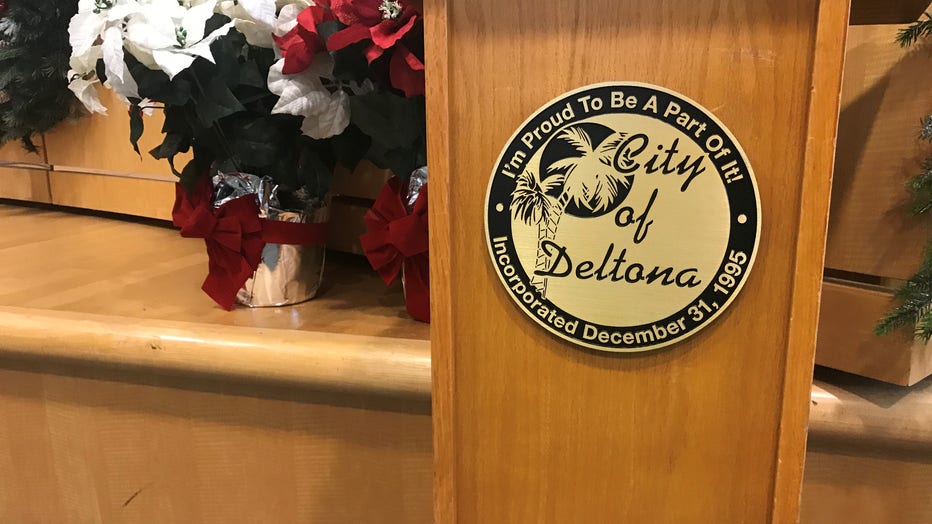 I'm Proud To Be A Part Of It!
City
of
Deltona
Incorporated December 31, 1995